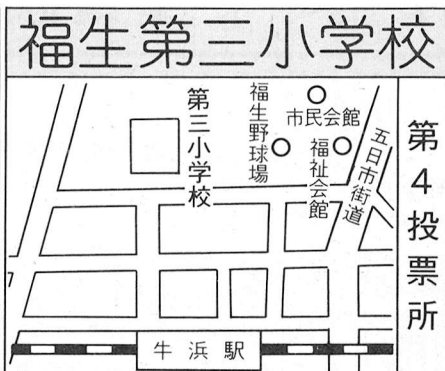 福生第三小学校
第4投票所
第三小学校
福生野球場
市民会館
福祉会館
五日市街道
牛浜駅